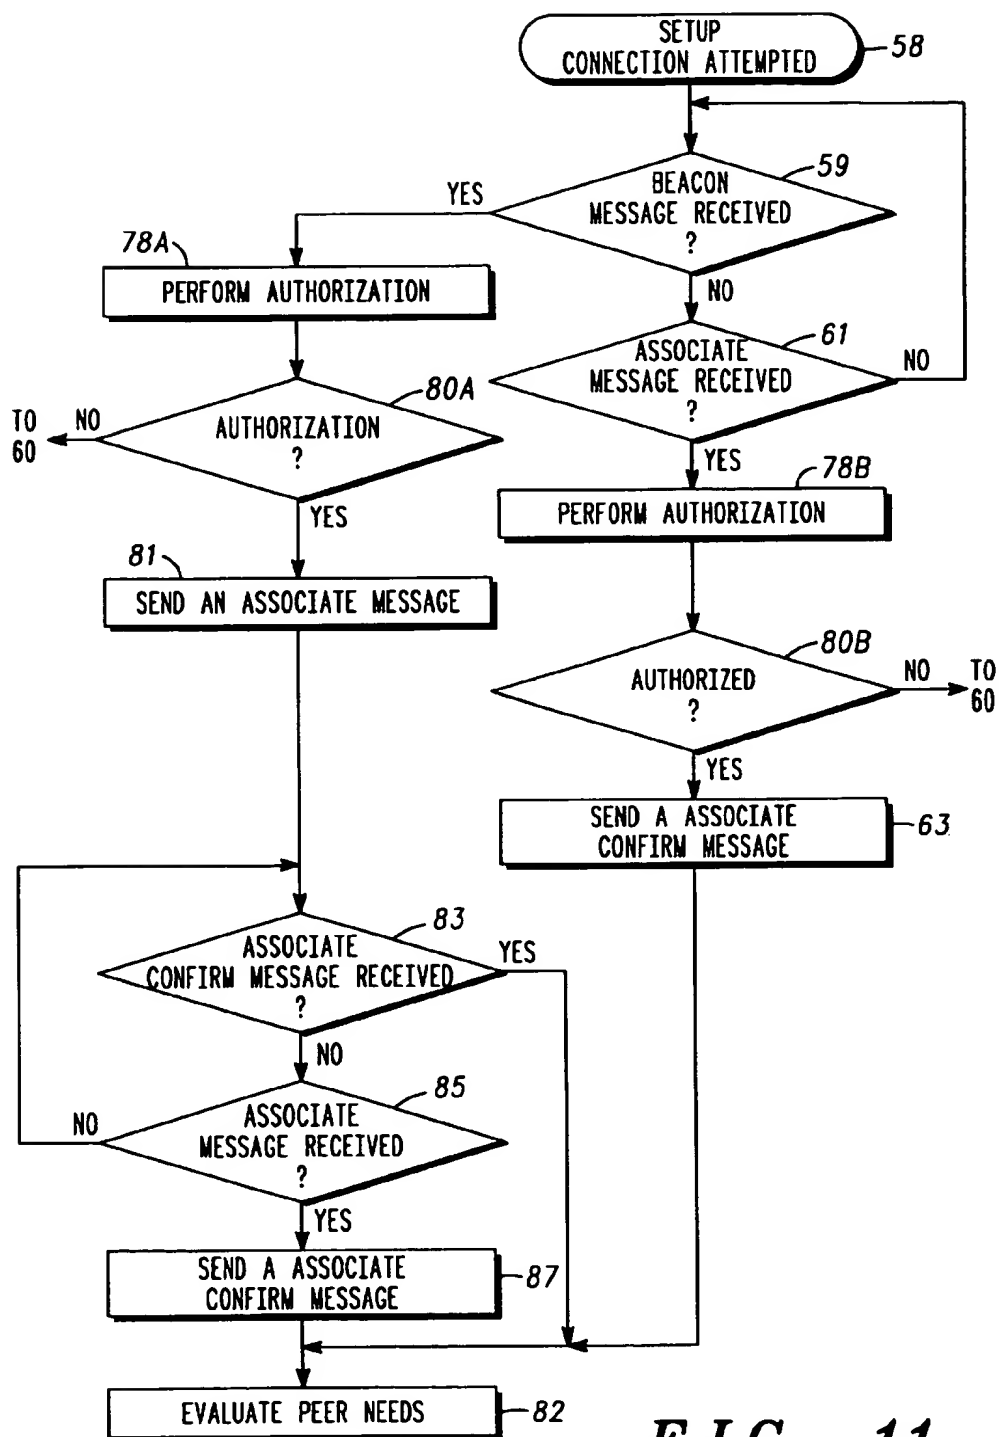 SETUP
CONNECTION ATTEMPTED
58
BEACON
MESSAGE RECEIVED
?
59
YES
NO
78A
PERFORM AUTHORIZATION
ASSOCIATE
MESSAGE RECEIVED
?
61
NO
YES
AUTHORIZATION
?
80A
NO
TO
60
YES
78B
PERFORM AUTHORIZATION
81
SEND AN ASSOCIATE MESSAGE
AUTHORIZED
?
80B
NO
TO
60
YES
SEND A ASSOCIATE
CONFIRM MESSAGE
63
ASSOCIATE
CONFIRM MESSAGE RECEIVED
?
83
YES
NO
ASSOCIATE
MESSAGE RECEIVED
?
85
NO
YES
SEND A ASSOCIATE
CONFIRM MESSAGE
87
EVALUATE PEER NEEDS
82
FIG. 11